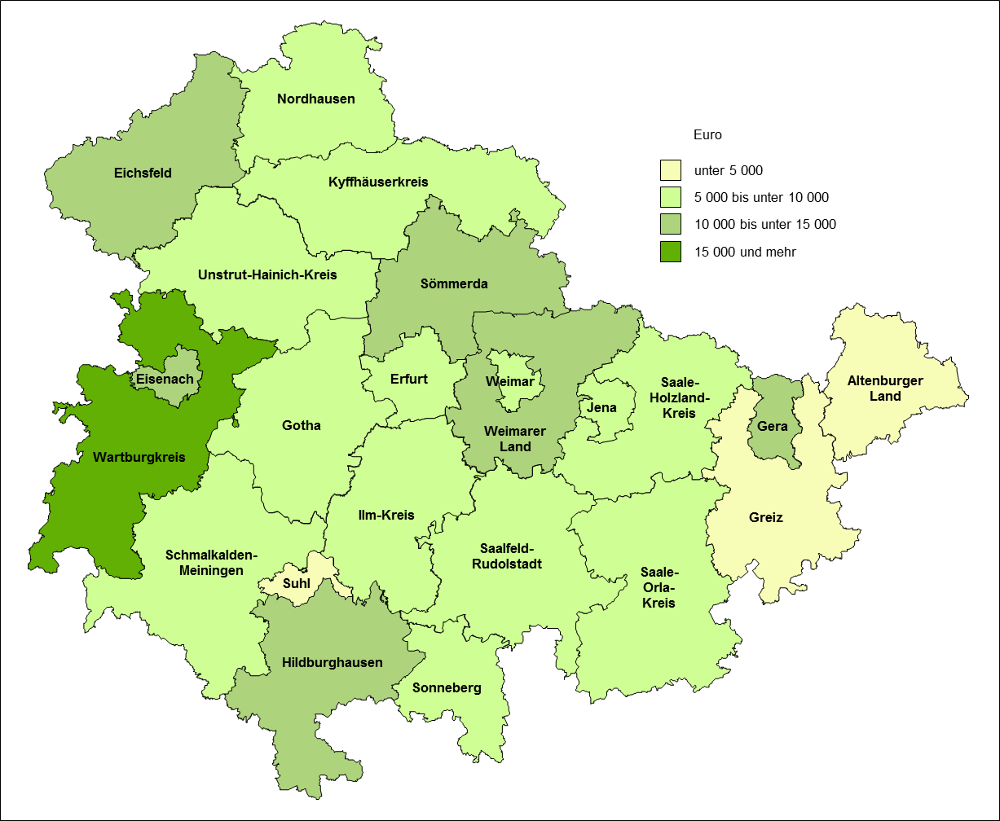 Nordhausen
Euro
unter 5 000
Eichsfeld
Kyffhäuserkreis
5 000 bis unter 10 000
10 000 bis unter 15 000
15 000 und mehr
Unstrut-Hainich-Kreis
Sömmerda
Eisenach
Erfurt
Weimar
Saale-
Holzland-
Kreis
Altenburger
Land
Jena
Gotha
Gera
Weimarer
Land
Wartburgkreis
Ilm-Kreis
Greiz
Schmalkalden-
Meiningen
Saalfeld-
Rudolstadt
Suhl
Saale-
Orla-
Kreis
Hildburghausen
Sonneberg